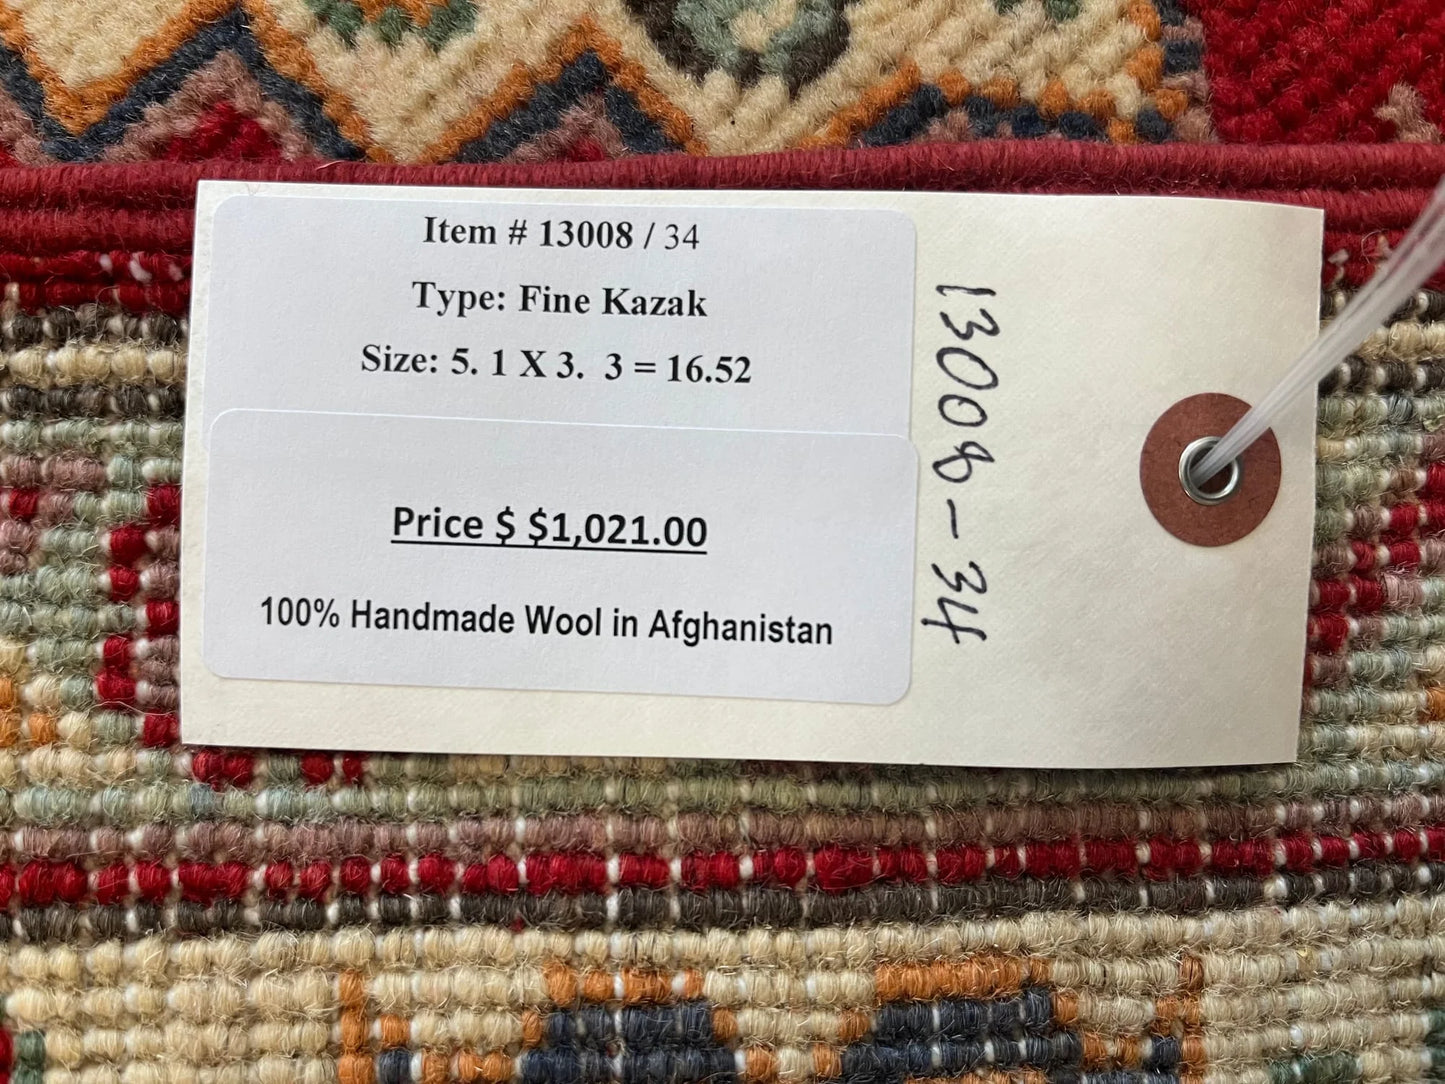 Item # 13008 / 34
Type: Fine Kazak
Size: 5. 1 X 3.  3 = 16.52
Price $ $1,021.00
100% Handmade Wool in Afghanistan
13008-34